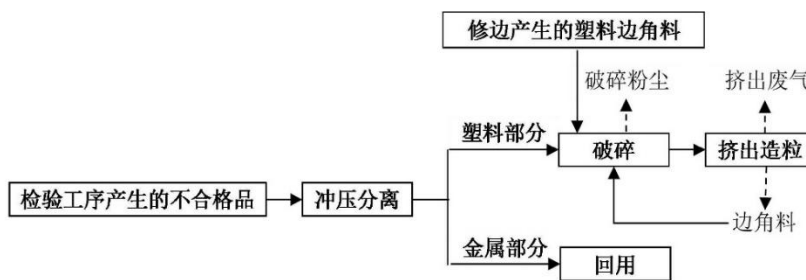 修边产生的塑料边角料
破碎粉尘
挤出废气
塑料部分
破碎
挤出造粒
检验工序产生的不合格品
冲压分离
边角料
金属部分
回用